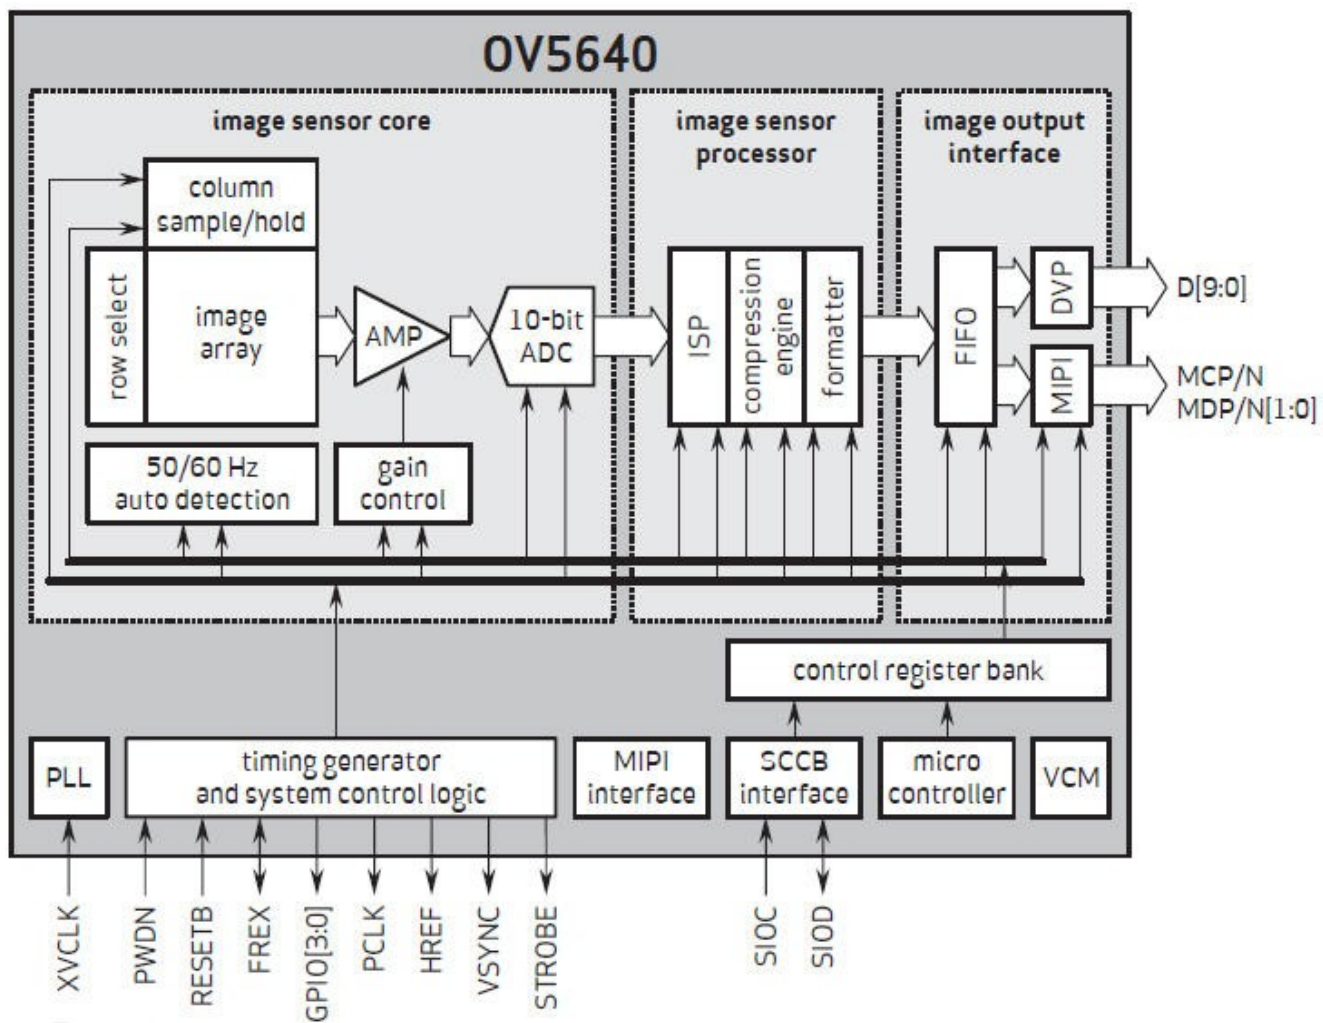 OV5640
image sensor core
image sensor
processor
image output
interface
column
sample/hold
row select
image
array
AMP
10-bit
ADC
ISP
compression
engine
formatter
FIFO
DVP
MIPI
D[9:0]
MCP/N
MDP/N[1:0]
50/60 Hz
auto detection
gain
control
control register bank
PLL
timing generator
and system control logic
MIPI
interface
SCCB
interface
micro
controller
VCM
XVCLK
PWDN
RESETB
FREX
GPIO[3:0]
PCLK
HREF
VSYNC
STROBE
SIOC
SIOD